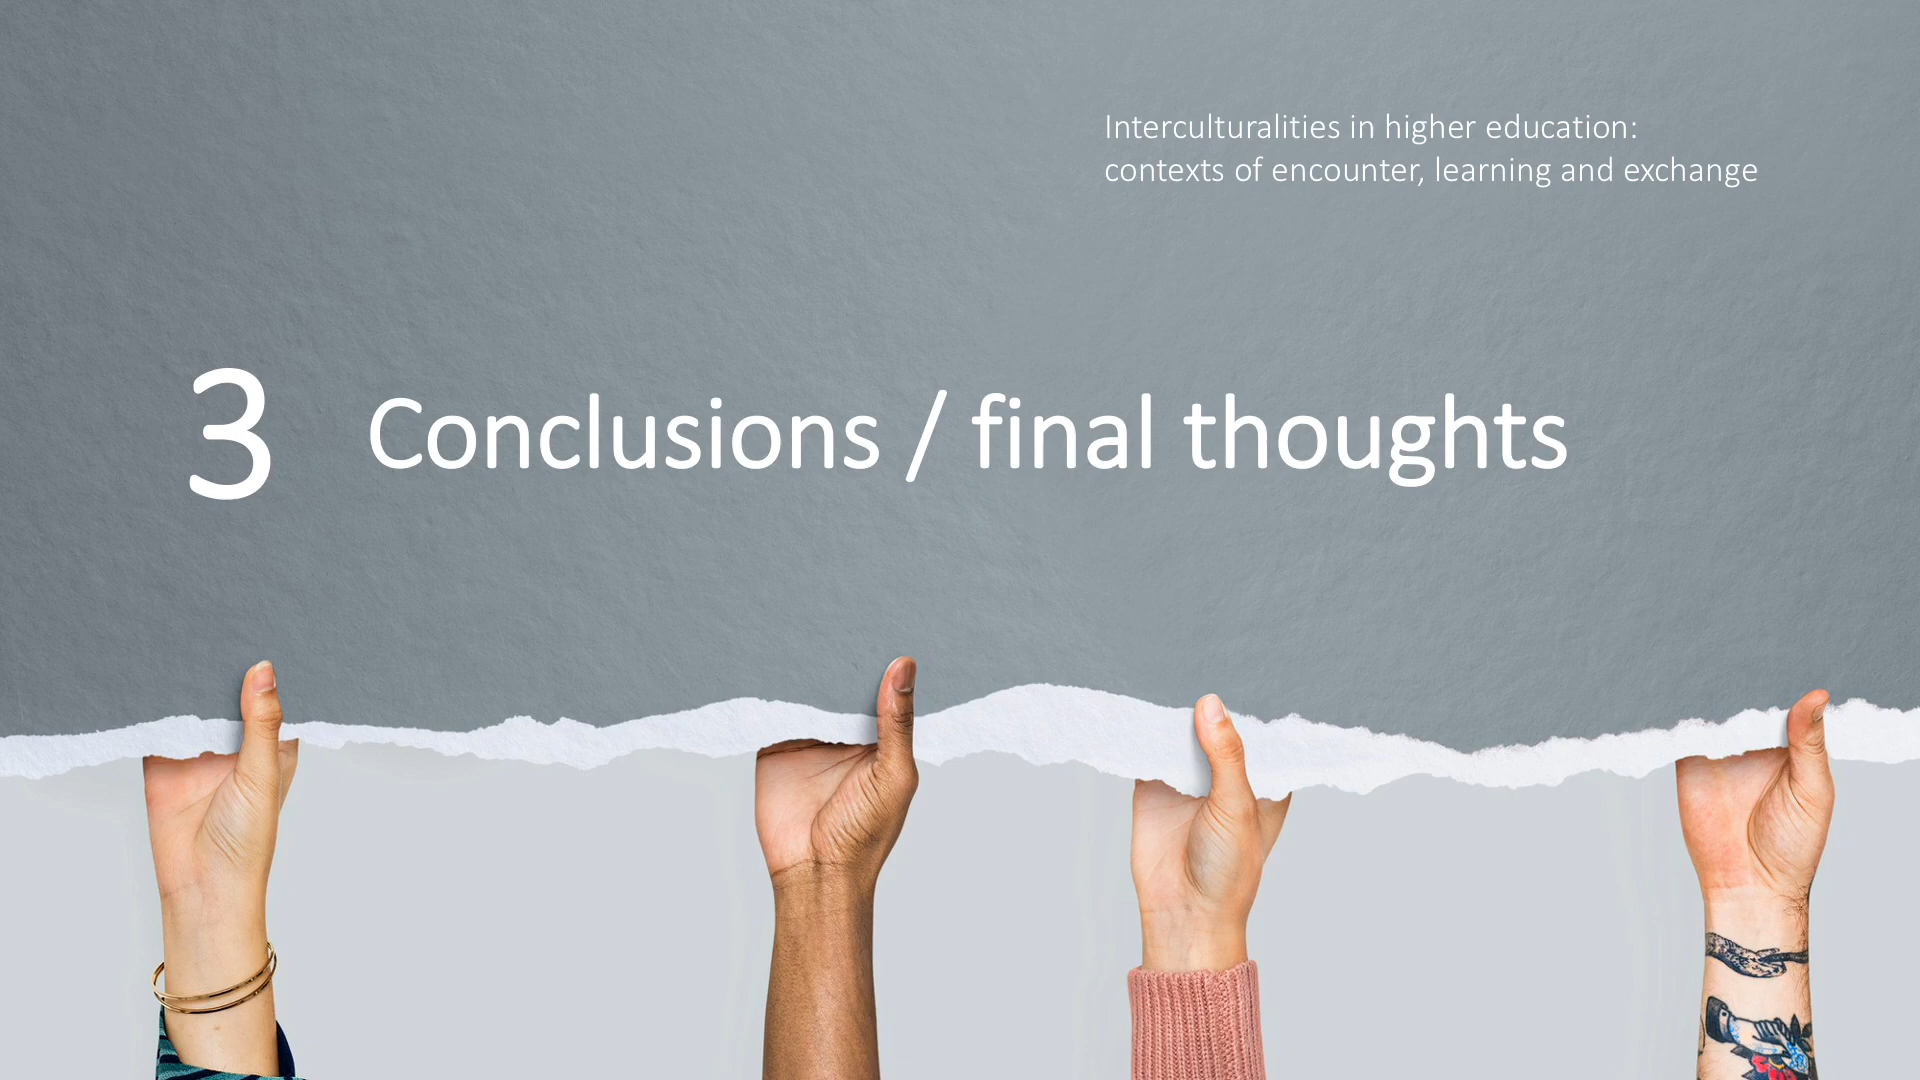 Interculturalities in higher education:
contexts of encounter, learning and exchange
3 Conclusions / final thoughts